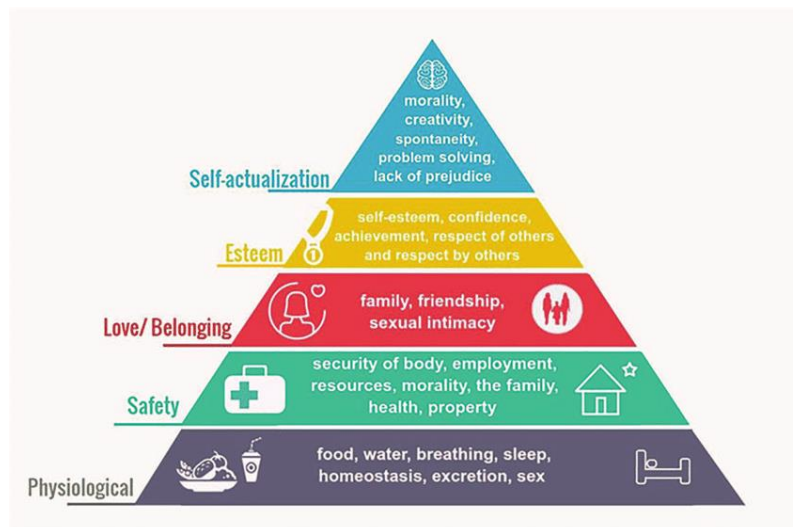 morality,
creativity,
spontaneity,
problem solving,
lack of prejudice
Self-actualization
self-esteem, confidence,
achievement, respect of others
and respect by others
Esteem
1
family, friendship,
sexual intimacy
Love/ Belonging
security of body, employment,
resources, morality, the family,
health, property
Safety
food, water, breathing, sleep,
homeostasis, excretion, sex
Physiological